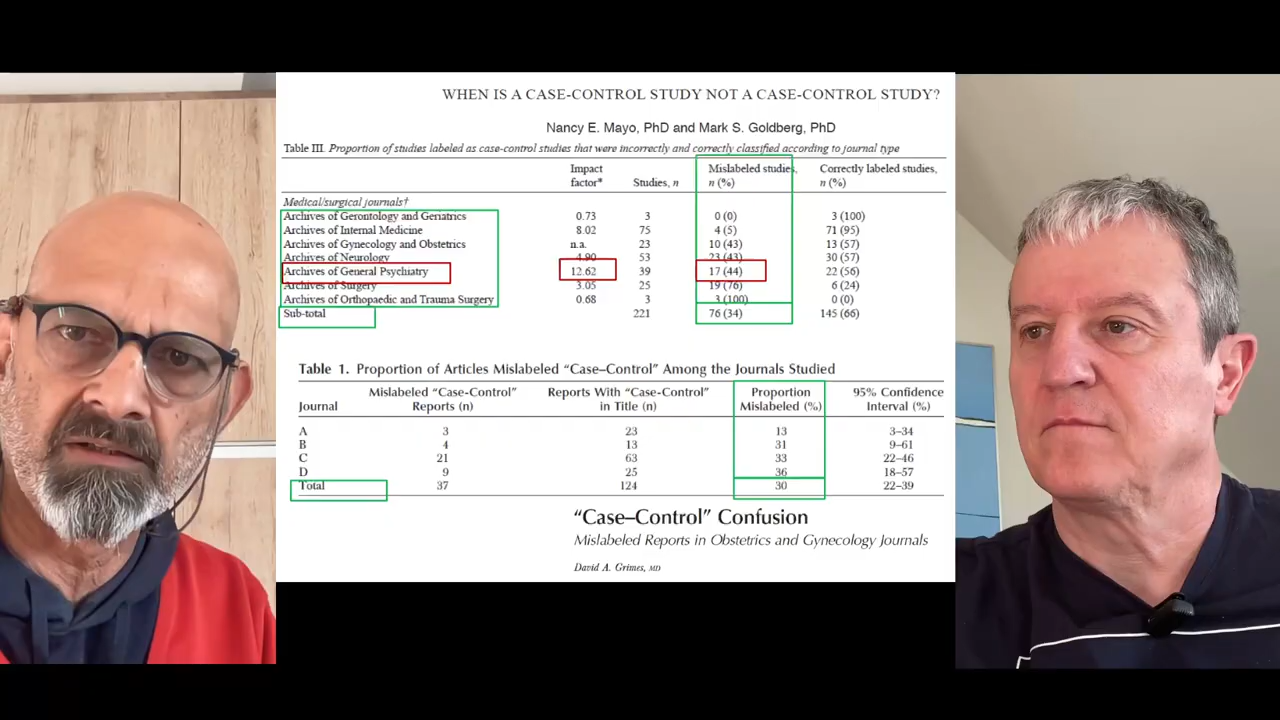 WHEN IS A CASE-CONTROL STUDY NOT A CASE-CONTROL STUDY?
Nancy E. Mayo, PhD and Mark S. Goldberg, PhD
Table III. Proportion of studies labeled as case-control studies that were incorrectly and correctly classified according to journal type
Impact factor* Studies, n Mislabeled studies, n (%) Correctly labeled studies, n (%)
Medical/surgical journals†
Archives of Gerontology and Geriatrics 0.73 3 0 (0) 3 (100)
Archives of Internal Medicine 8.02 75 4 (5) 71 (95)
Archives of Gynecology and Obstetrics n.a. 23 10 (43) 13 (57)
Archives of Neurology 4.90 53 23 (43) 30 (57)
Archives of General Psychiatry 12.62 39 17 (44) 22 (56)
Archives of Surgery 3.05 25 19 (76) 6 (24)
Archives of Orthopaedic and Trauma Surgery 0.68 3 3 (100) 0 (0)
Sub-total 221 76 (34) 145 (66)
Table 1. Proportion of Articles Mislabeled “Case–Control” Among the Journals Studied
Journal Mislabeled “Case-Control” Reports (n) Reports With “Case-Control” in Title (n) Proportion Mislabeled (%) 95% Confidence Interval (%)
A 3 23 13 3–34
B 4 13 31 9–61
C 21 63 33 22–46
D 9 25 36 18–57
Total 37 124 30 22–39
“Case–Control” Confusion
Mislabeled Reports in Obstetrics and Gynecology Journals
David A. Grimes, MD